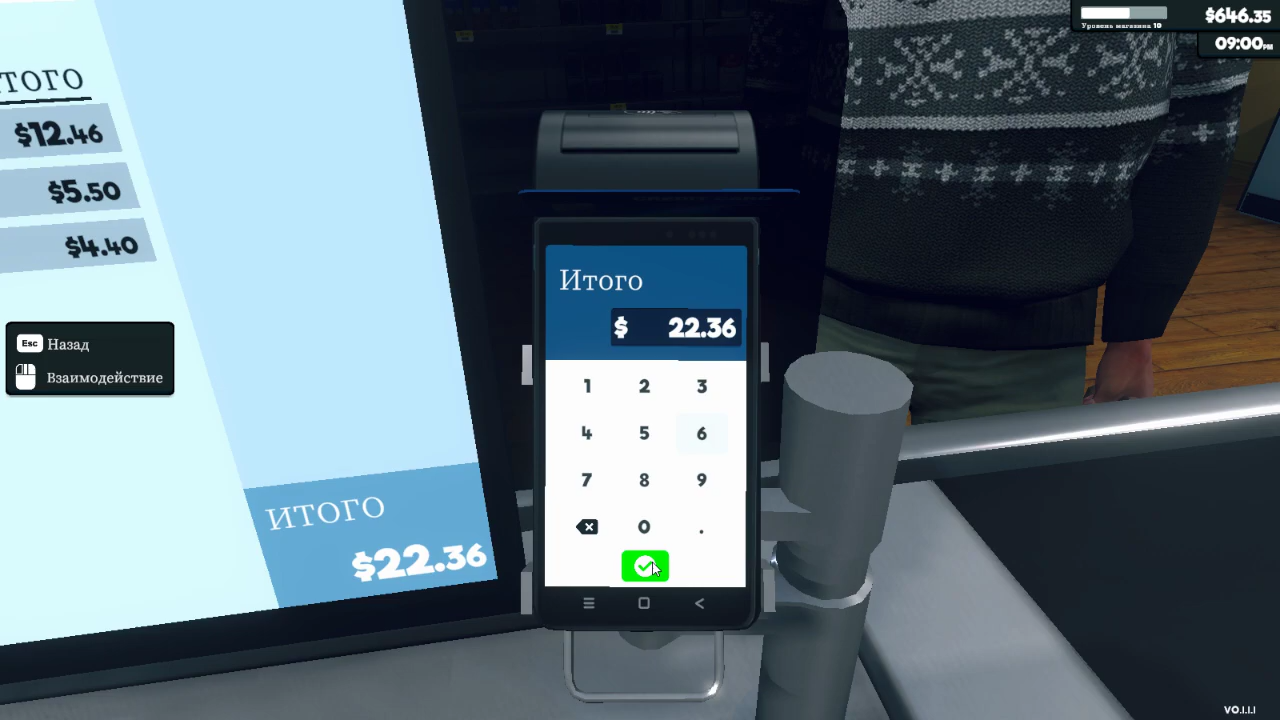 $646.35
Уровень магазина 10
09:00PM
ИТОГО
$12.46
$5.50
$4.40
Esc Назад
Взаимодействие
ИТОГО
$22.36
Итого
$ 22.36
1 2 3
4 5 6
7 8 9
0 .
V0.1.1.1